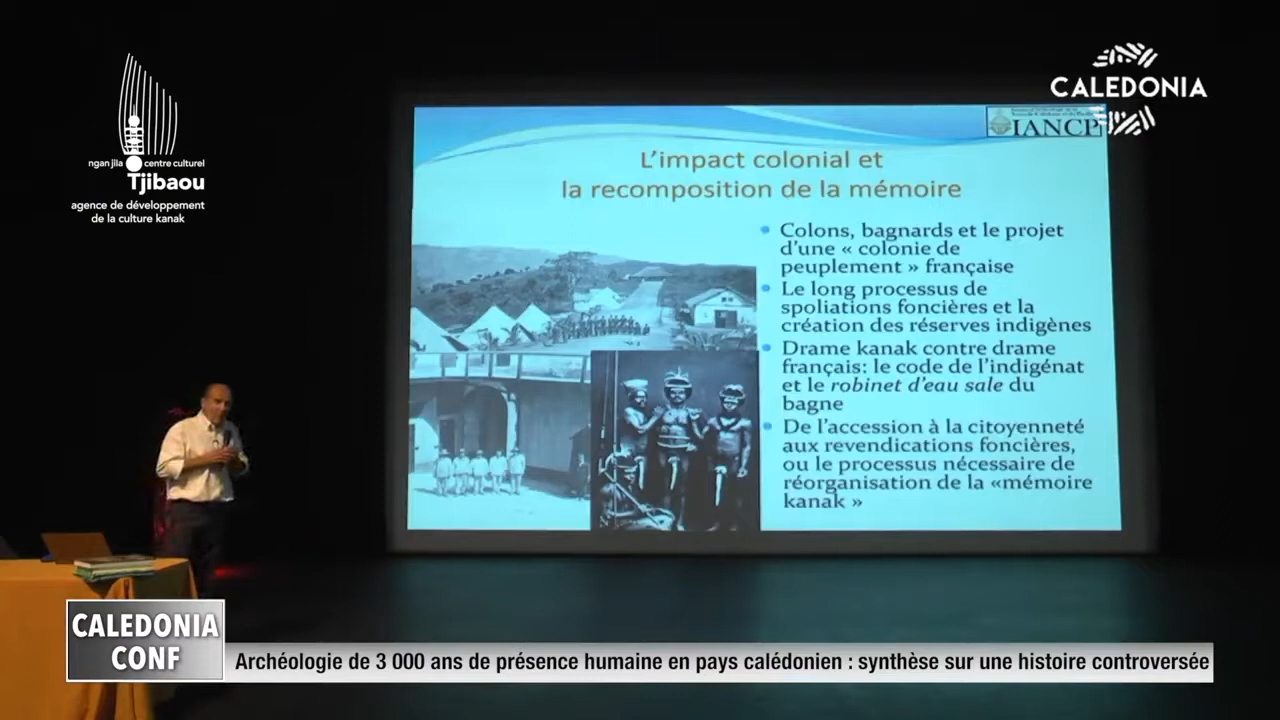 ngan jila centre culturel
Tjibaou
agence de développement
de la culture kanak
CALEDONIA
IANCP
L'impact colonial et
la recomposition de la mémoire
Colons, bagnards et le projet
d'une « colonie de
peuplement » française
Le long processus de
spoliations foncières et la
création des réserves indigènes
Drame kanak contre drame
français: le code de l'indigénat
et le robinet d'eau sale du
bagne
De l'accession à la citoyenneté
aux revendications foncières,
ou le processus nécessaire de
réorganisation de la «mémoire
kanak »
CALEDONIA
CONF
Archéologie de 3 000 ans de présence humaine en pays calédonien : synthèse sur une histoire controversée